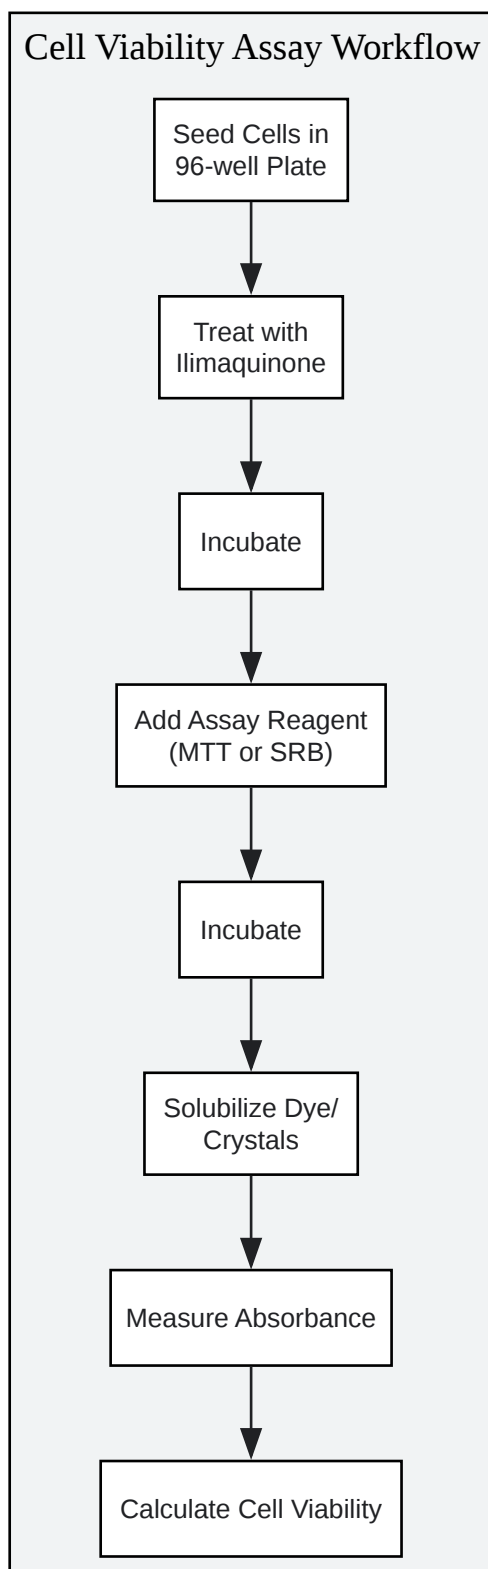 Cell Viability Assay Workflow
Seed Cells in
96-well Plate
Treat with
Ilimaquinone
Incubate
Add Assay Reagent
(MTT or SRB)
Incubate
Solubilize Dye/
Crystals
Measure Absorbance
Calculate Cell Viability